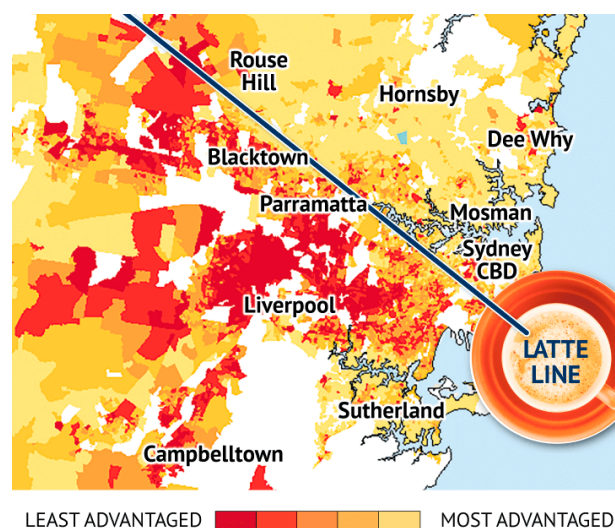 Rouse
Hill
Hornsby
Dee Why
Blacktown
Parramatta
Mosman
Sydney
CBD
Liverpool
LATTE
LINE
Sutherland
Campbelltown
LEAST ADVANTAGED
MOST ADVANTAGED